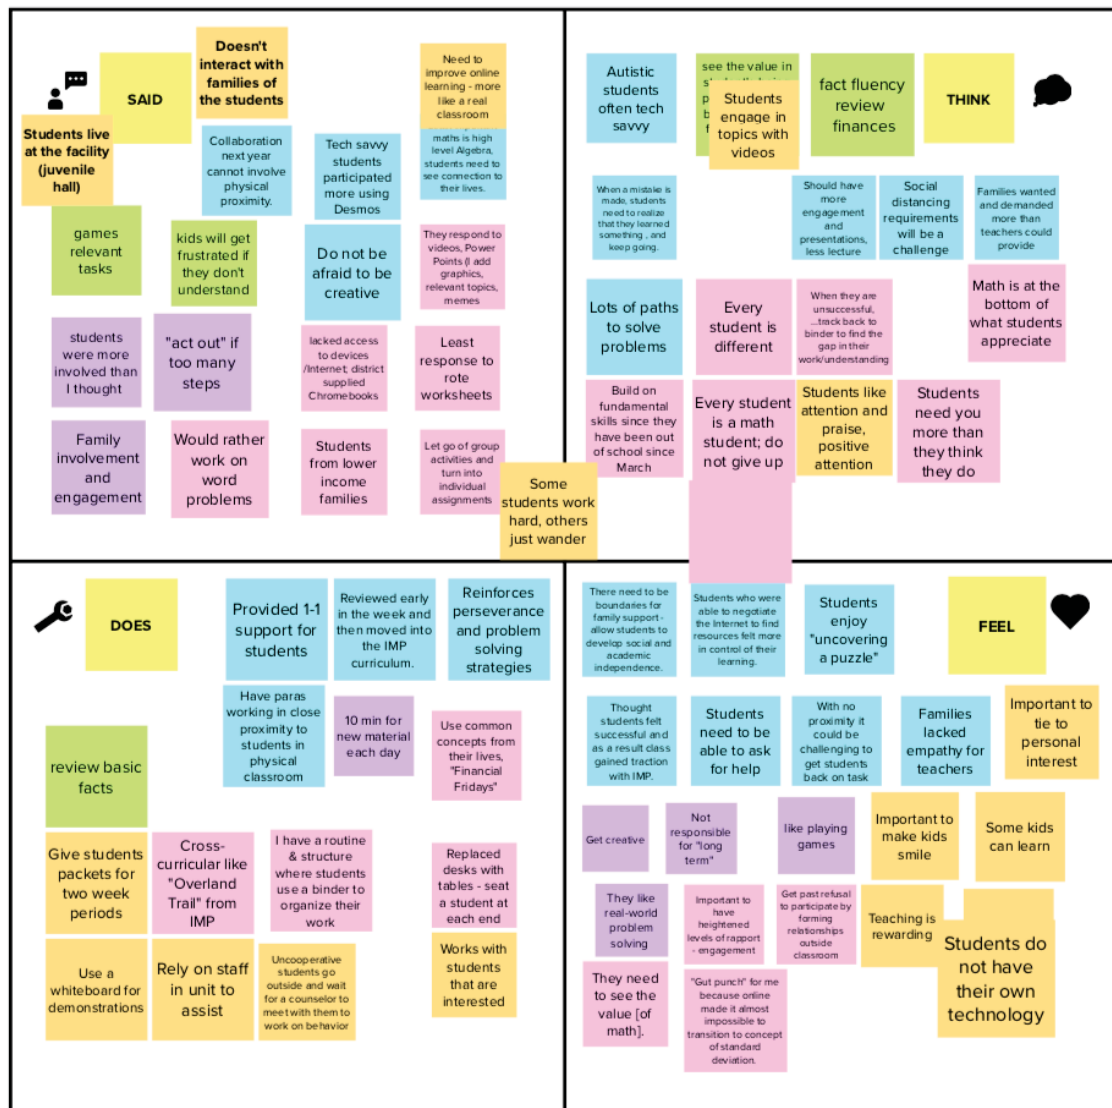 SAID
Doesn't
interact with
families of
the students
Need to
improve online
learning - more
like a real
classroom
Students live
at the facility
(juvenile
hall)
Collaboration
next year
cannot involve
physical
proximity.
Tech savvy
students
participated
more using
Desmos
maths is high
level Algebra,
students need to
see connection to
their lives.
games
relevant
tasks
kids will get
frustrated if
they don't
understand
Do not be
afraid to be
creative
They respond to
videos, Power
Points (I add
graphics,
relevant topics,
memes
students
were more
involved than
I thought
"act out" if
too many
steps
lacked access
to devices
/Internet; district
supplied
Chromebooks
Least
response to
rote
worksheets
Family
involvement
and
engagement
Would rather
work on
word
problems
Students
from lower
income
families
Let go of group
activities and
turn into
individual
assignments
Some
students work
hard, others
just wander
Autistic
students
often tech
savvy
see the value in
Students
engage in
topics with
videos
fact fluency
review
finances
THINK
When a mistake is
made, students
need to realize
that they learned
something , and
keep going.
Should have
more
engagement
and
presentations,
less lecture
Social
distancing
requirements
will be a
challenge
Families wanted
and demanded
more than
teachers could
provide
Lots of paths
to solve
problems
Every
student is
different
When they are
unsuccessful,
...track back to
binder to find the
gap in their
work/understanding
Math is at the
bottom of
what students
appreciate
Build on
fundamental
skills since they
have been out
of school since
March
Every student
is a math
student; do
not give up
Students like
attention and
praise,
positive
attention
Students
need you
more than
they think
they do
DOES
Provided 1-1
support for
students
Reviewed early
in the week and
then moved into
the IMP
curriculum.
Reinforces
perseverance
and problem
solving
strategies
Have paras
working in close
proximity to
students in
physical
classroom
10 min for
new material
each day
Use common
concepts from
their lives,
"Financial
Fridays"
review basic
facts
Give students
packets for
two week
periods
Cross-
curricular like
"Overland
Trail" from
IMP
I have a routine
& structure
where students
use a binder to
organize their
work
Replaced
desks with
tables - seat
a student at
each end
Use a
whiteboard for
demonstrations
Rely on staff
in unit to
assist
Uncooperative
students go
outside and wait
for a counselor to
meet with them to
work on behavior
Works with
students
that are
interested
There need to be
boundaries for
family support -
allow students to
develop social and
academic
independence.
Students who were
able to negotiate
the Internet to find
resources felt more
in control of their
learning.
Students
enjoy
"uncovering
a puzzle"
FEEL
Thought
students felt
successful and
as a result class
gained traction
with IMP.
Students
need to be
able to ask
for help
With no
proximity it
could be
challenging to
get students
back on task
Families
lacked
empathy for
teachers
Important to
tie to
personal
interest
Get creative
Not
responsible
for "long
term"
like playing
games
Important to
make kids
smile
Some kids
can learn
They like
real-world
problem
solving
Important to
have
heightened
levels of rapport
- engagement
Get past refusal
to participate by
forming
relationships
outside
classroom
Teaching is
rewarding
Students do
not have
their own
technology
They need
to see the
value [of
math].
"Gut punch" for me
because online
made it almost
impossible to
transition to concept
of standard
deviation.